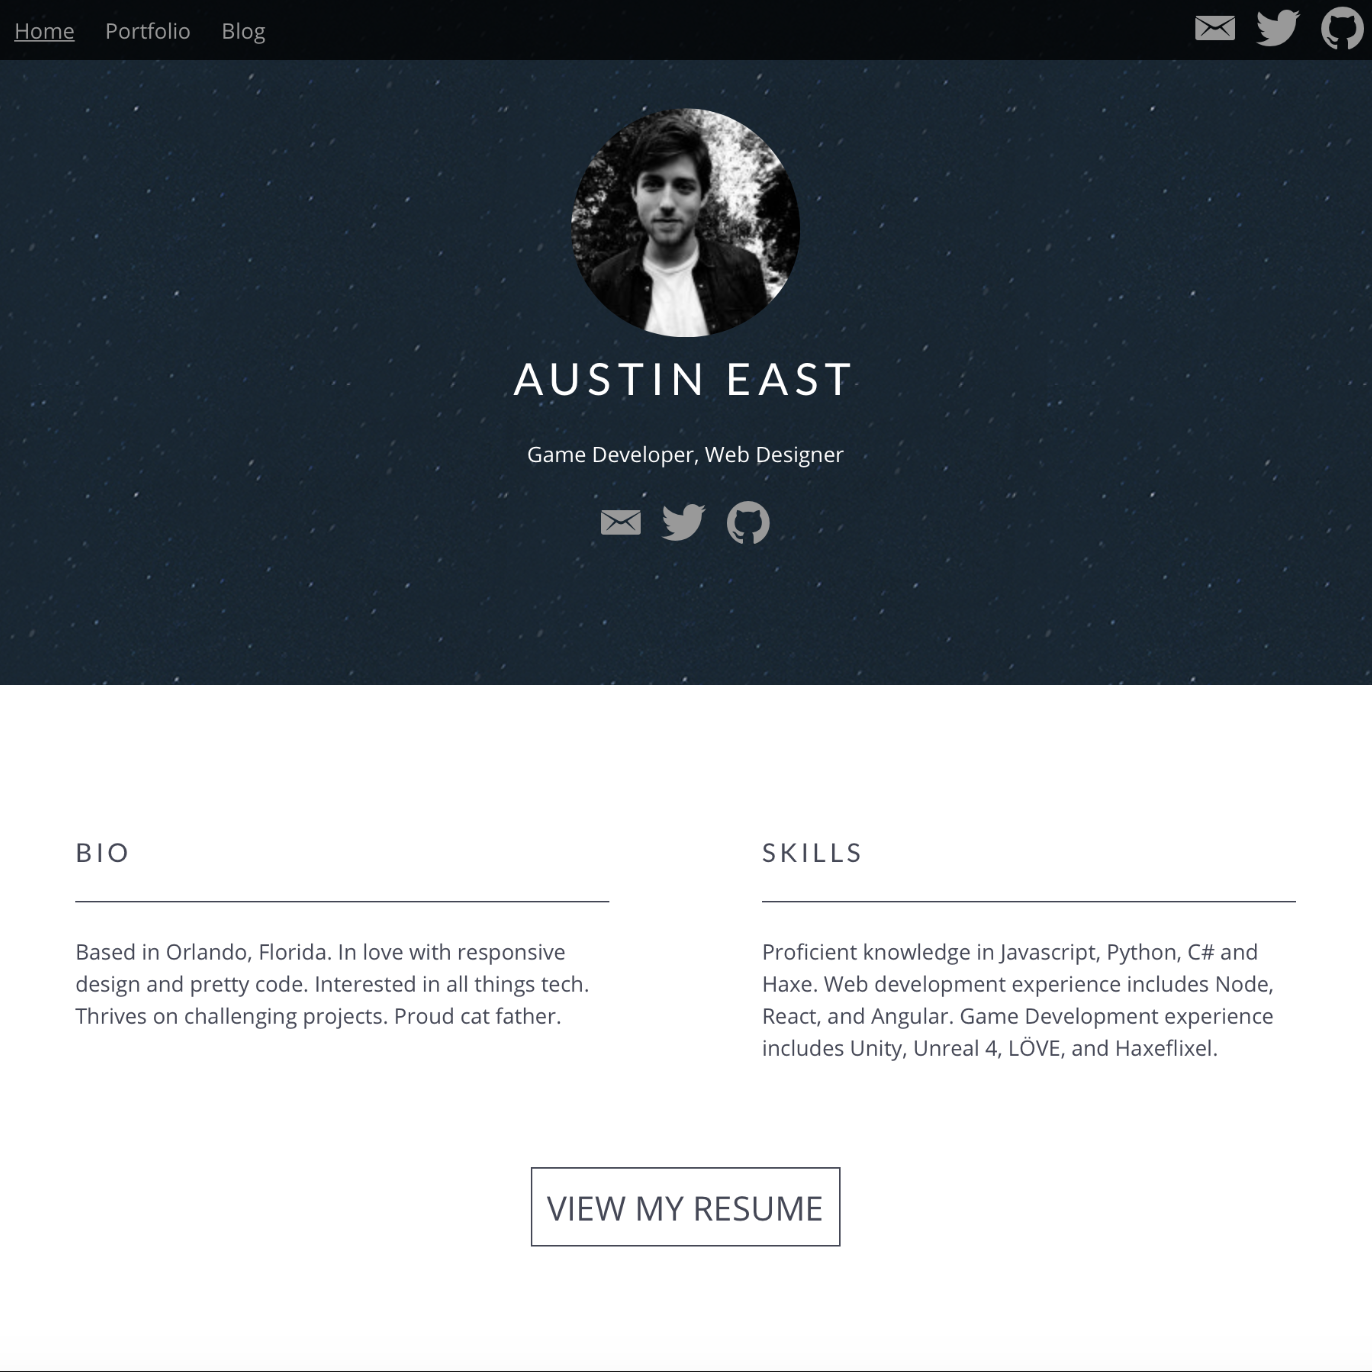 Home Portfolio Blog
AUSTIN EAST
Game Developer, Web Designer
BIO
Based in Orlando, Florida. In love with responsive
design and pretty code. Interested in all things tech.
Thrives on challenging projects. Proud cat father.
SKILLS
Proficient knowledge in Javascript, Python, C# and
Haxe. Web development experience includes Node,
React, and Angular. Game Development experience
includes Unity, Unreal 4, LÖVE, and Haxeflixel.
VIEW MY RESUME